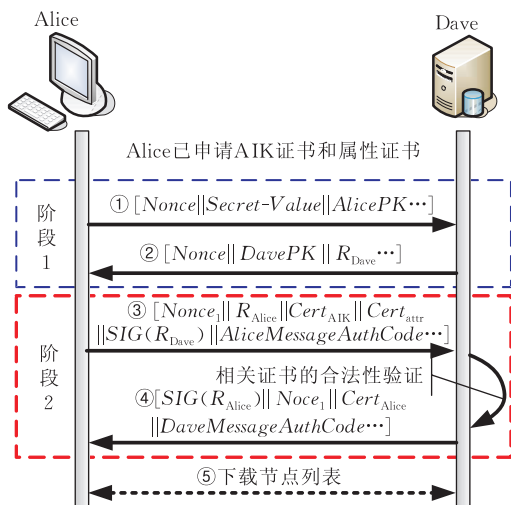 Alice
Dave
Alice已申请AIK证书和属性证书
阶段1
①[Nonce||Secret-Value||AlicePK…]
②[Nonce||DavePK||R_Dave…]
阶段2
③[Nonce₁||R_Alice||Cert_AIK||Cert_attr
||SIG(R_Dave)||AliceMessageAuthCode…]
相关证书的合法性验证
④[SIG(R_Alice)||Noce₁||Cert_Alice
||DaveMessageAuthCode…]
⑤下载节点列表